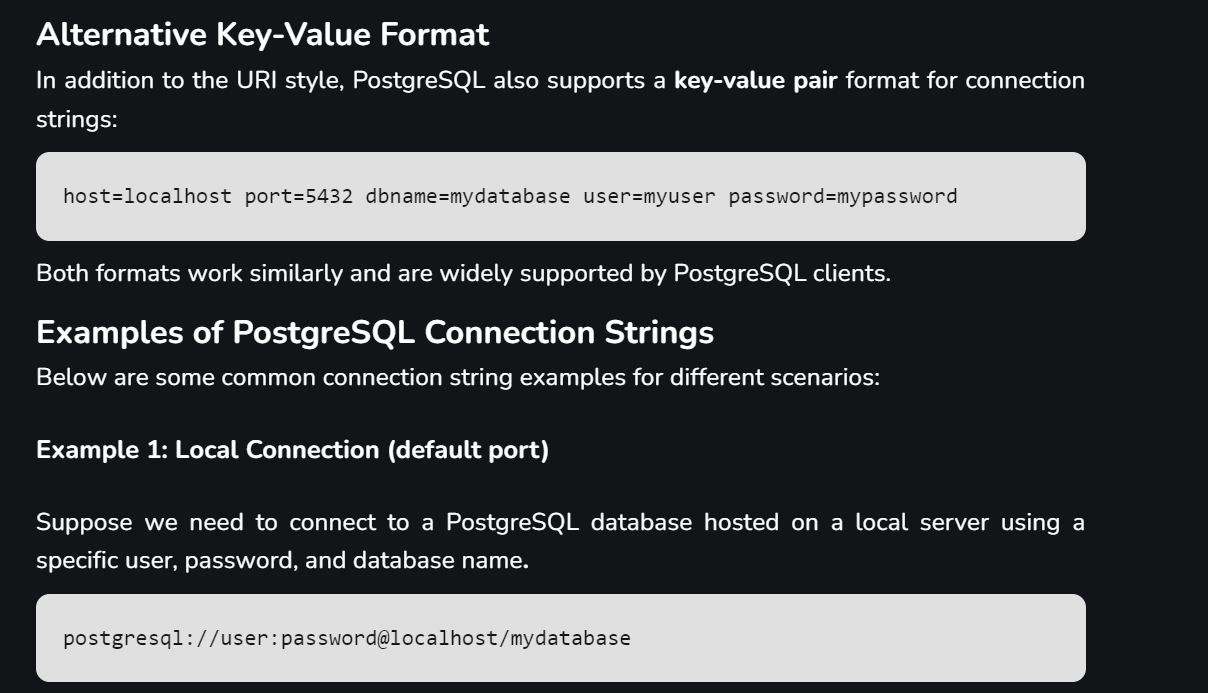 Alternative Key-Value Format
In addition to the URI style, PostgreSQL also supports a key-value pair format for connection
strings:
host=localhost port=5432 dbname=mydatabase user=myuser password=mypassword
Both formats work similarly and are widely supported by PostgreSQL clients.
Examples of PostgreSQL Connection Strings
Below are some common connection string examples for different scenarios:
Example 1: Local Connection (default port)
Suppose we need to connect to a PostgreSQL database hosted on a local server using a
specific user, password, and database name.
postgresql://user:password@localhost/mydatabase